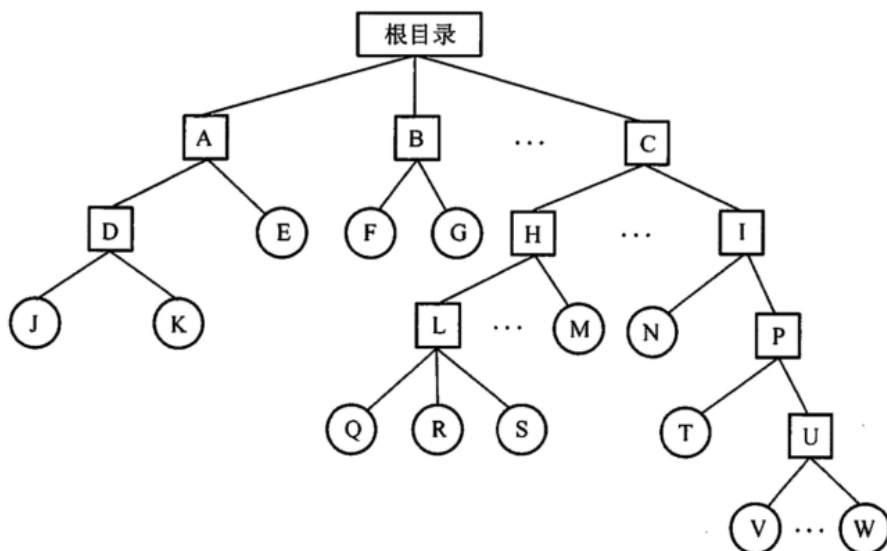 根目录
A B ··· C
D E F G H ··· I
J K L ··· M N P
Q R S T U
V ··· W